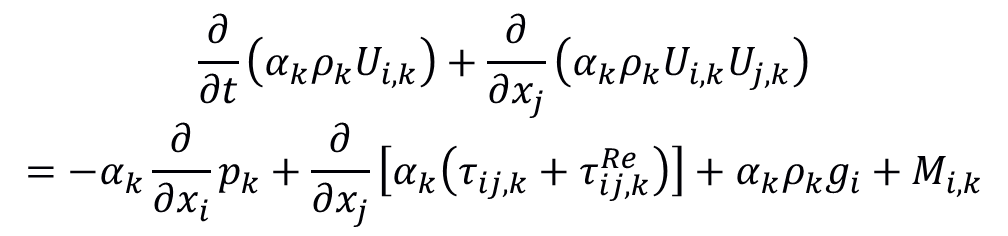 ∂/∂t (α_k ρ_k U_{i,k}) + ∂/∂x_j (α_k ρ_k U_{i,k} U_{j,k})
= −α_k ∂/∂x_i p_k + ∂/∂x_j [α_k (τ_{ij,k} + τ_{ij,k}^{Re})] + α_k ρ_k g_i + M_{i,k}